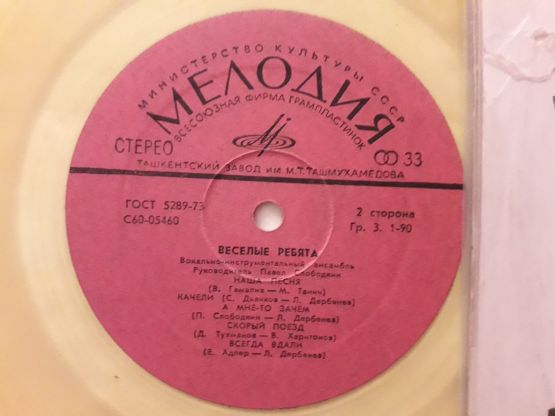 МИНИСТЕРСТВО КУЛЬТУРЫ СССР
МЕЛОДИЯ
ВСЕСОЮЗНАЯ ФИРМА ГРАМПЛАСТИНОК
СТЕРЕО
33
ТАШКЕНТСКИЙ ЗАВОД ИМ. М.Т.ТАШМУХАМЕДОВА
ГОСТ 5289-73
С60-05460
2 сторона
Гр. 3. 1-90
ВЕСЕЛЫЕ РЕБЯТА
Вокально-инструментальный ансамбль
Руководитель Павел Слободкин
НАША ПЕСНЯ
(В. Гамалия — М. Танич)
КАЧЕЛИ (С. Дьячков — Л. Дербенев)
А МНЕ-ТО ЗАЧЕМ
(П. Слободкин — Л. Дербенев)
СКОРЫЙ ПОЕЗД
(Д. Тухманов — В. Харитонов)
ВСЕГДА ВДАЛИ
(Е. Адлер — Л. Дербенев)